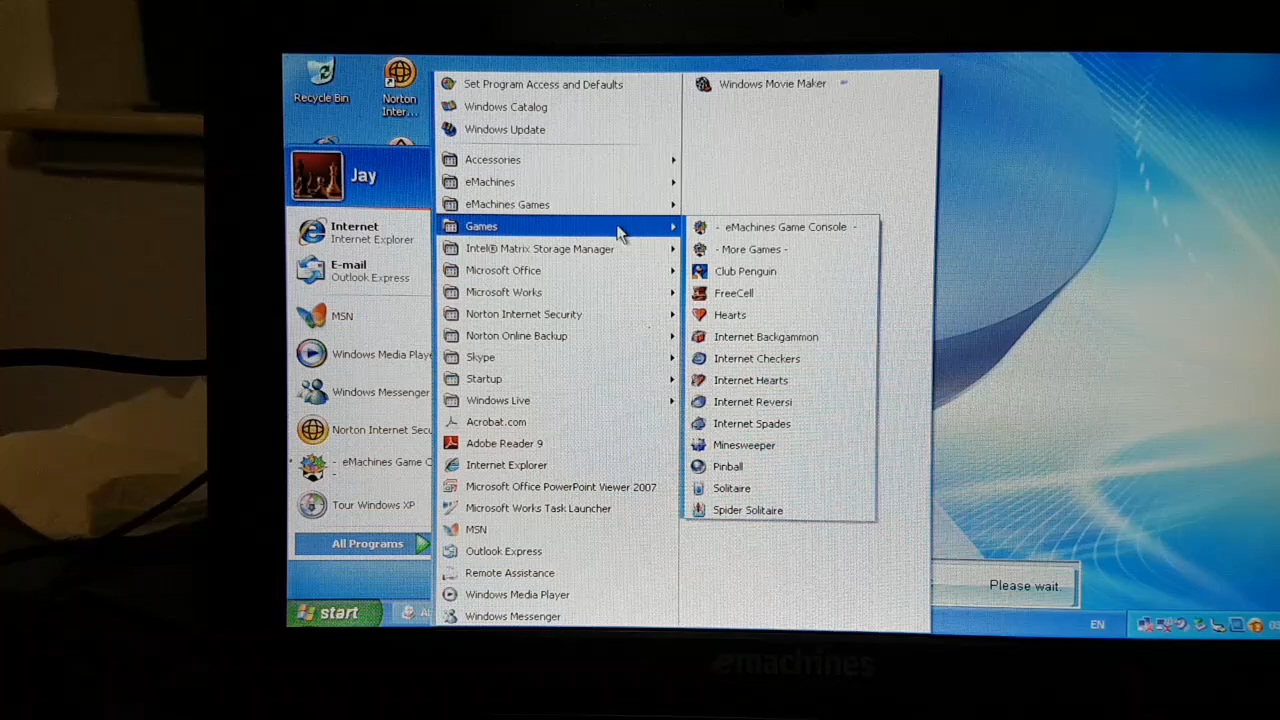 Recycle Bin
Norton
Inter...
Jay
Internet
Internet Explorer
E-mail
Outlook Express
MSN
Windows Media Playe
Windows Messenger
Norton Internet Secu
- eMachines Game C
-
Tour Windows XP
All Programs
Set Program Access and Defaults
Windows Catalog
Windows Update
Accessories
eMachines
eMachines Games
Games
Intel® Matrix Storage Manager
Microsoft Office
Microsoft Works
Norton Internet Security
Norton Online Backup
Skype
Startup
Windows Live
Acrobat.com
Adobe Reader 9
Internet Explorer
Microsoft Office PowerPoint Viewer 2007
Microsoft Works Task Launcher
MSN
Outlook Express
Remote Assistance
Windows Media Player
Windows Messenger
Windows Movie Maker
- eMachines Game Console -
- More Games -
Club Penguin
FreeCell
Hearts
Internet Backgammon
Internet Checkers
Internet Hearts
Internet Reversi
Internet Spades
Minesweeper
Pinball
Solitaire
Spider Solitaire
Please wait.
start
EN
03
emachines